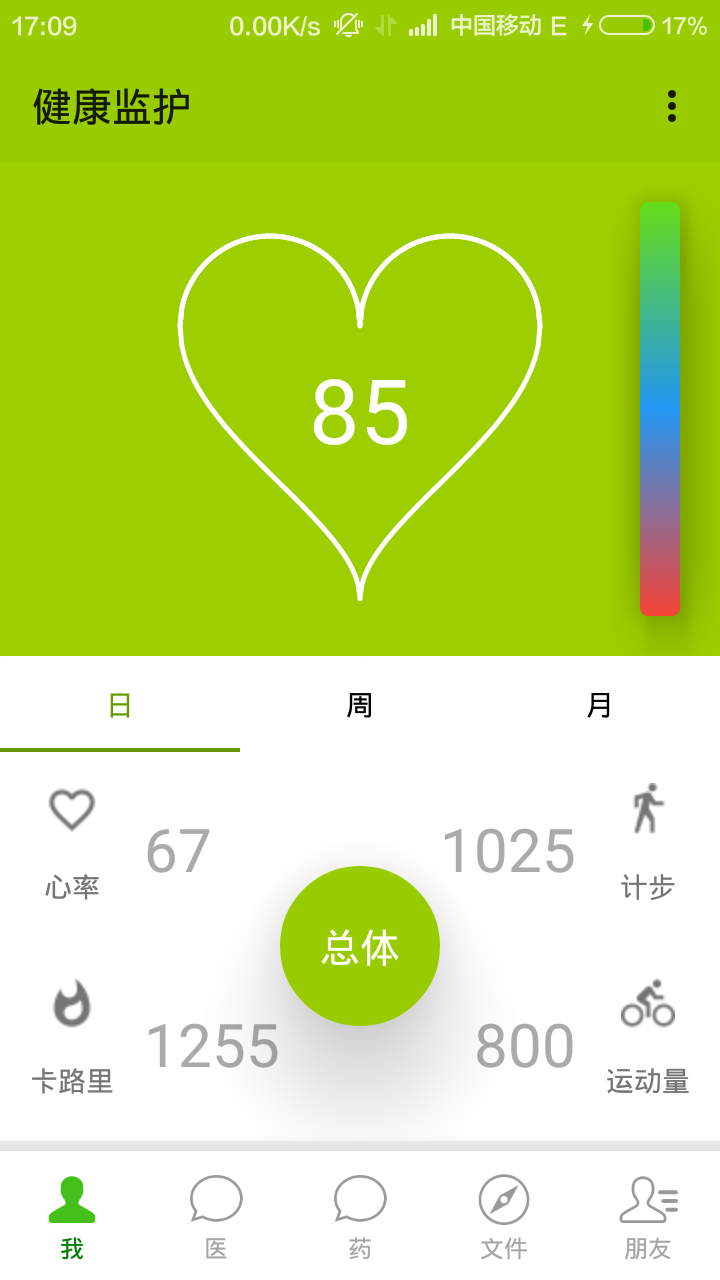 17:09 0.00K/s 中国移动 E 17%
健康监护
85
日 周 月
67 1025
心率 计步
总体
1255 800
卡路里 运动量
我 医 药 文件 朋友